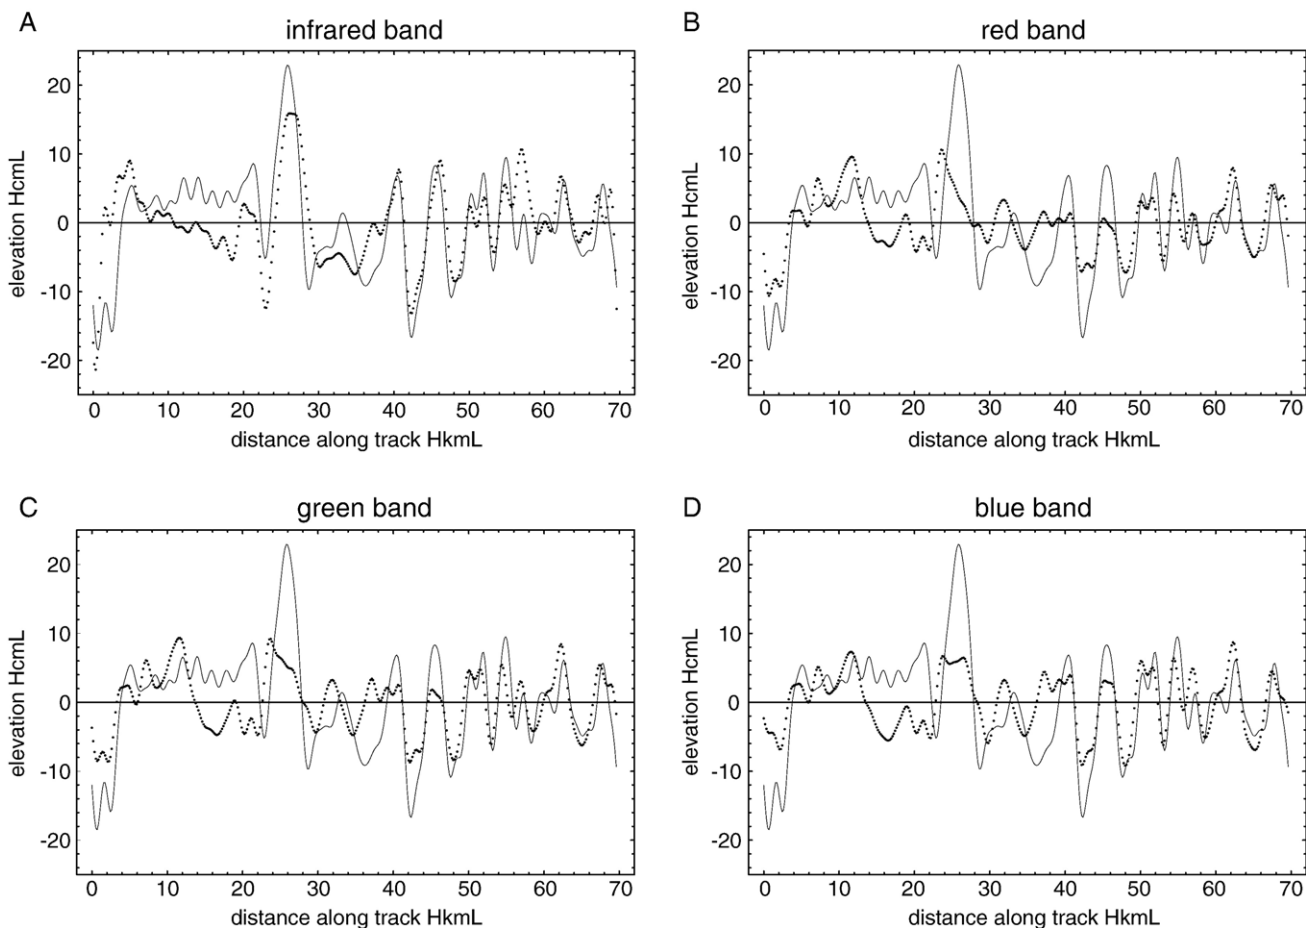 A
infrared band
20
10
0
-10
-20
elevation HcmL
0 10 20 30 40 50 60 70
distance along track HkmL
B
red band
20
10
0
-10
-20
elevation HcmL
0 10 20 30 40 50 60 70
distance along track HkmL
C
green band
20
10
0
-10
-20
elevation HcmL
0 10 20 30 40 50 60 70
distance along track HkmL
D
blue band
20
10
0
-10
-20
elevation HcmL
0 10 20 30 40 50 60 70
distance along track HkmL